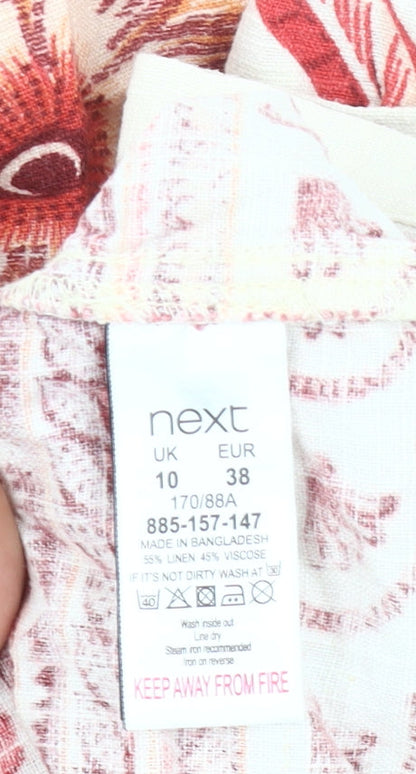 next
UK EUR
10 38
170/88A
885-157-147
MADE IN BANGLADESH
55% LINEN 45% VISCOSE
IF IT'S NOT DIRTY WASH AT 30
40
Wash inside out
Line dry
Steam iron recommended
Iron on reverse
KEEP AWAY FROM FIRE